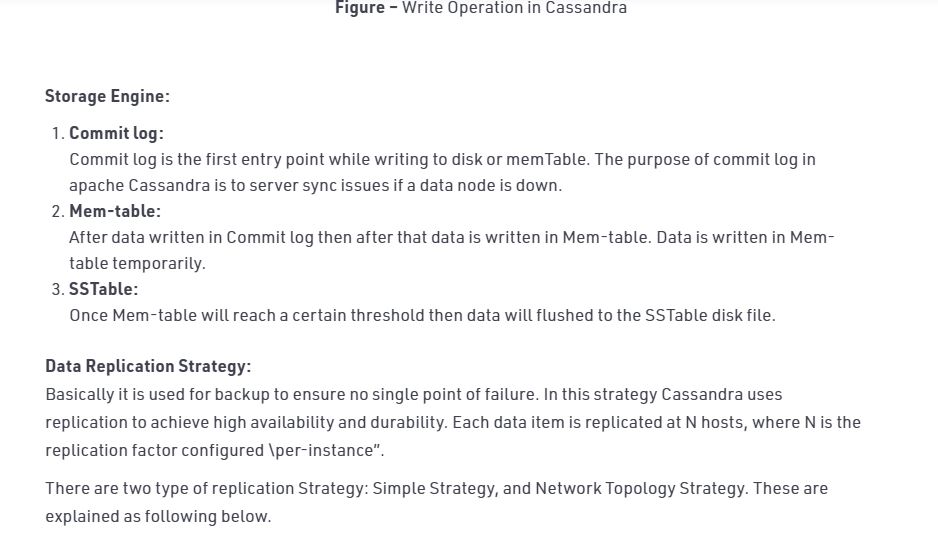 Figure – Write Operation in Cassandra
Storage Engine:
1. Commit log:
Commit log is the first entry point while writing to disk or memTable. The purpose of commit log in
apache Cassandra is to server sync issues if a data node is down.
2. Mem-table:
After data written in Commit log then after that data is written in Mem-table. Data is written in Mem-
table temporarily.
3. SSTable:
Once Mem-table will reach a certain threshold then data will flushed to the SSTable disk file.
Data Replication Strategy:
Basically it is used for backup to ensure no single point of failure. In this strategy Cassandra uses
replication to achieve high availability and durability. Each data item is replicated at N hosts, where N is the
replication factor configured \per-instance”.
There are two type of replication Strategy: Simple Strategy, and Network Topology Strategy. These are
explained as following below.